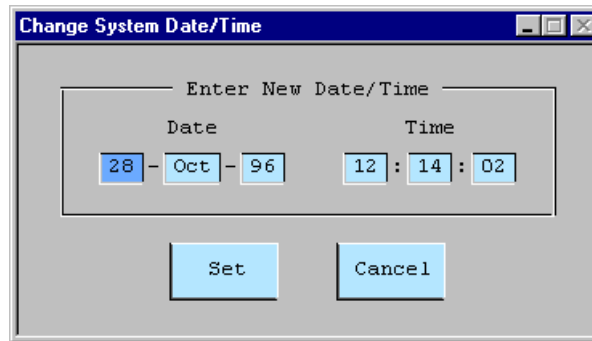 Change System Date/Time
Enter New Date/Time
Date Time
28 - Oct - 96 12 : 14 : 02
Set Cancel